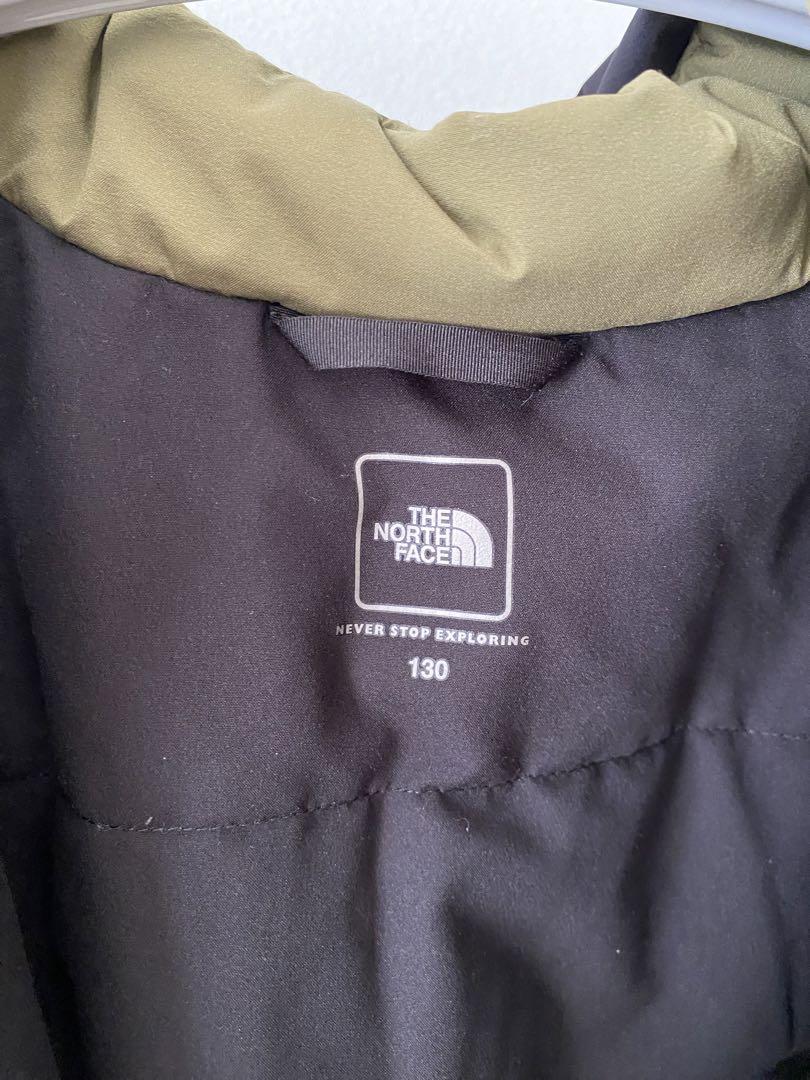 THE
NORTH
FACE
NEVER STOP EXPLORING
130